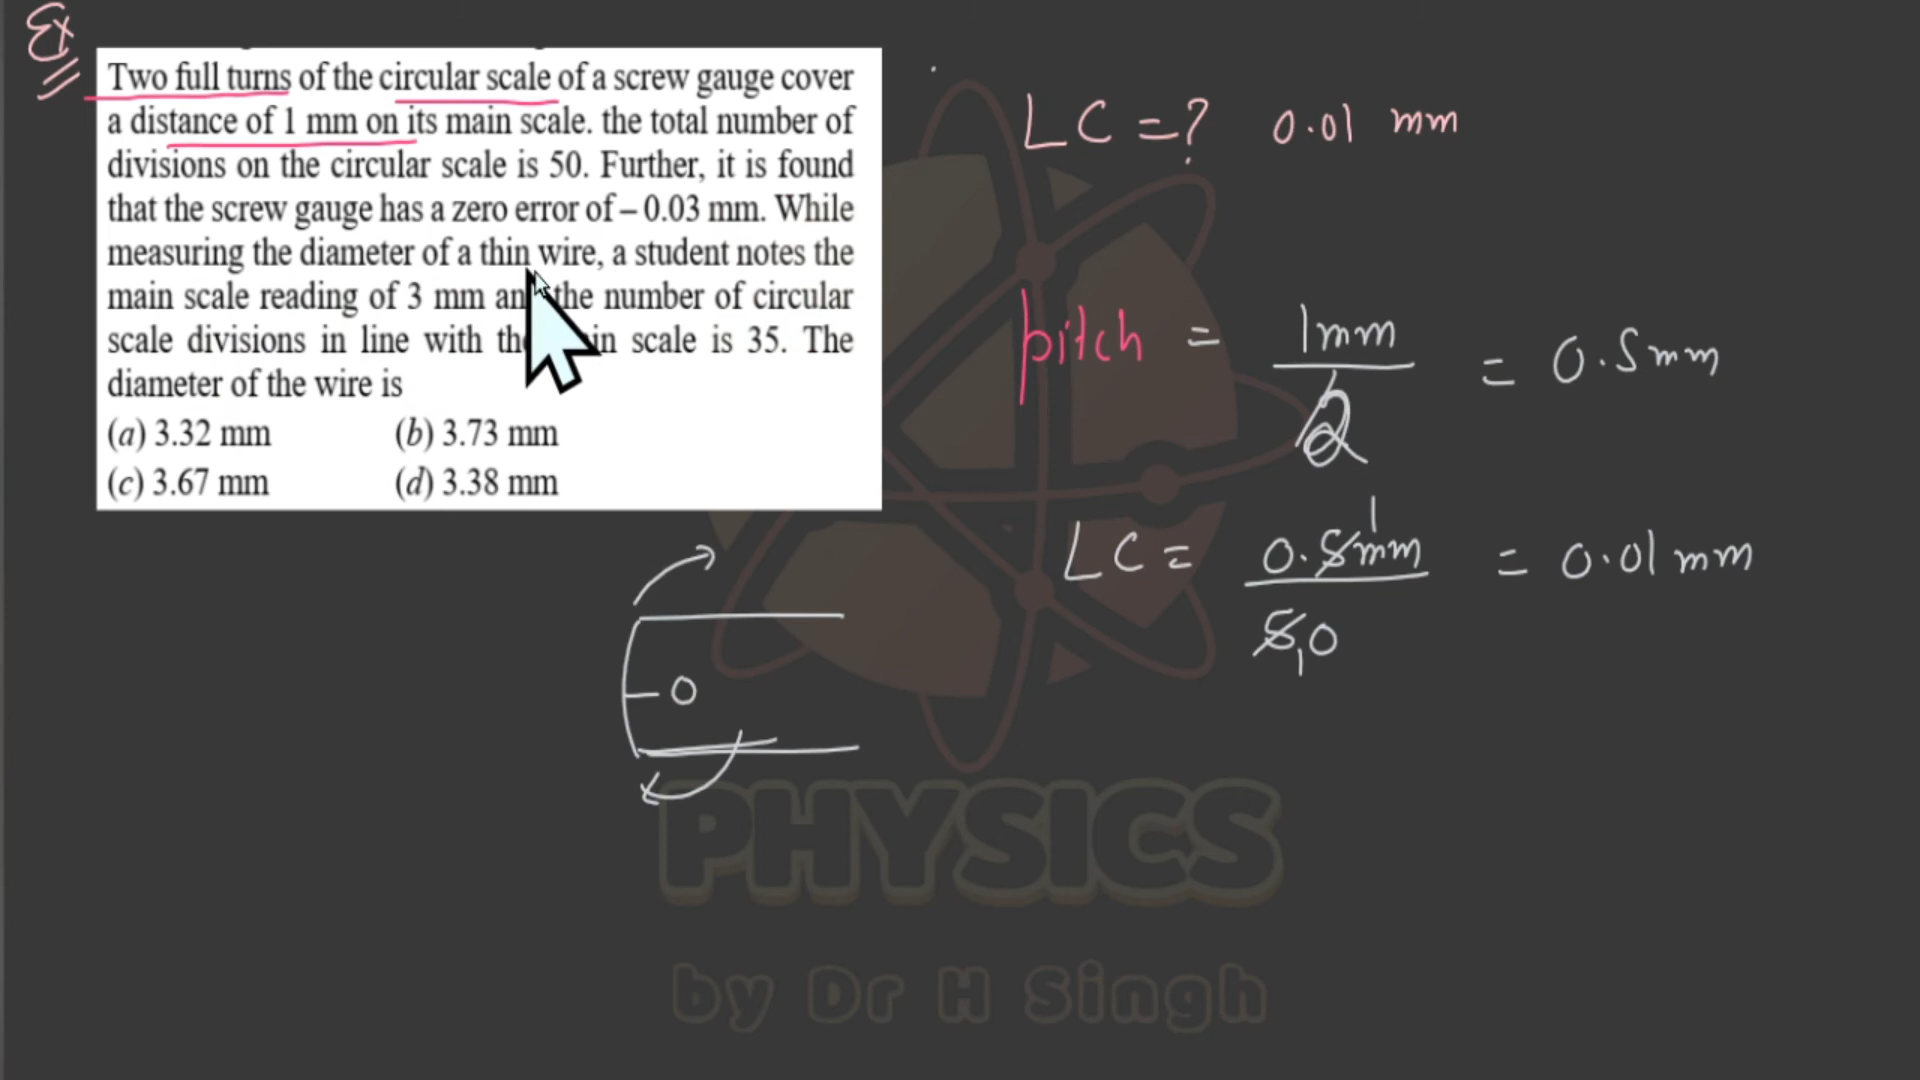 Ex
Two full turns of the circular scale of a screw gauge cover
a distance of 1 mm on its main scale. the total number of
divisions on the circular scale is 50. Further, it is found
that the screw gauge has a zero error of – 0.03 mm. While
measuring the diameter of a thin wire, a student notes the
main scale reading of 3 mm an the number of circular
scale divisions in line with th in scale is 35. The
diameter of the wire is
(a) 3.32 mm (b) 3.73 mm
(c) 3.67 mm (d) 3.38 mm
LC =? 0.01 mm
pitch = 1mm / 2 = 0.5mm
LC = 0.5mm / 50 = 0.01 mm
1
1
0
PHYSICS
by Dr H Singh